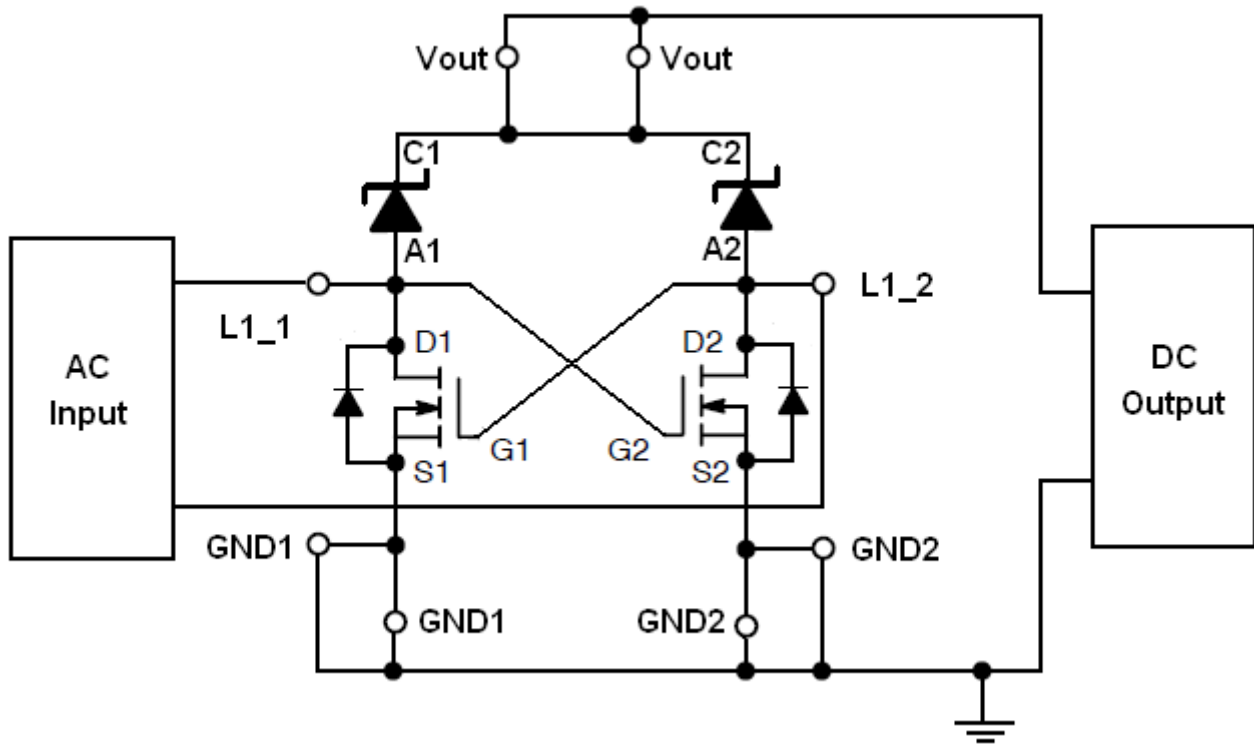 Vout
Vout
C1
C2
A1
A2
L1_1
L1_2
AC
Input
D1
D2
DC
Output
G1
G2
S1
S2
GND1
GND2
GND1
GND2